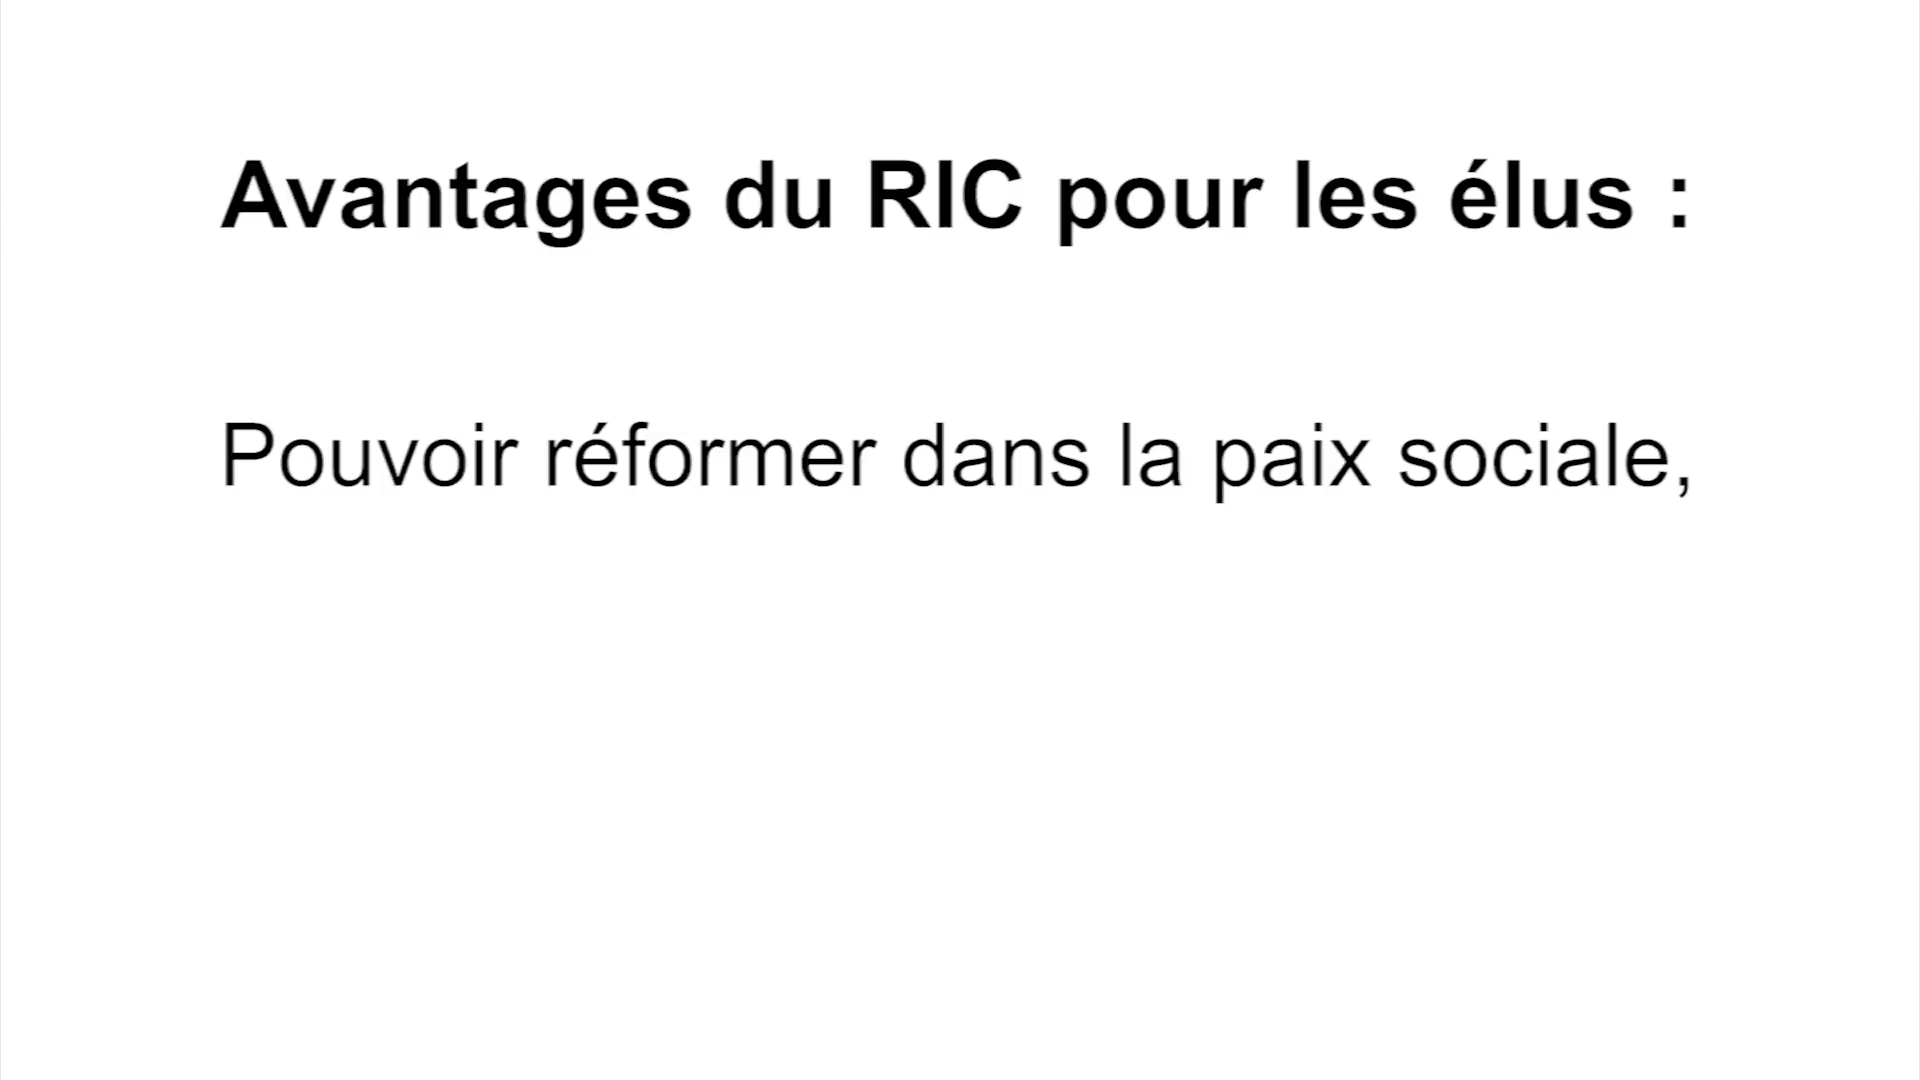 Avantages du RIC pour les élus :
Pouvoir réformer dans la paix sociale,